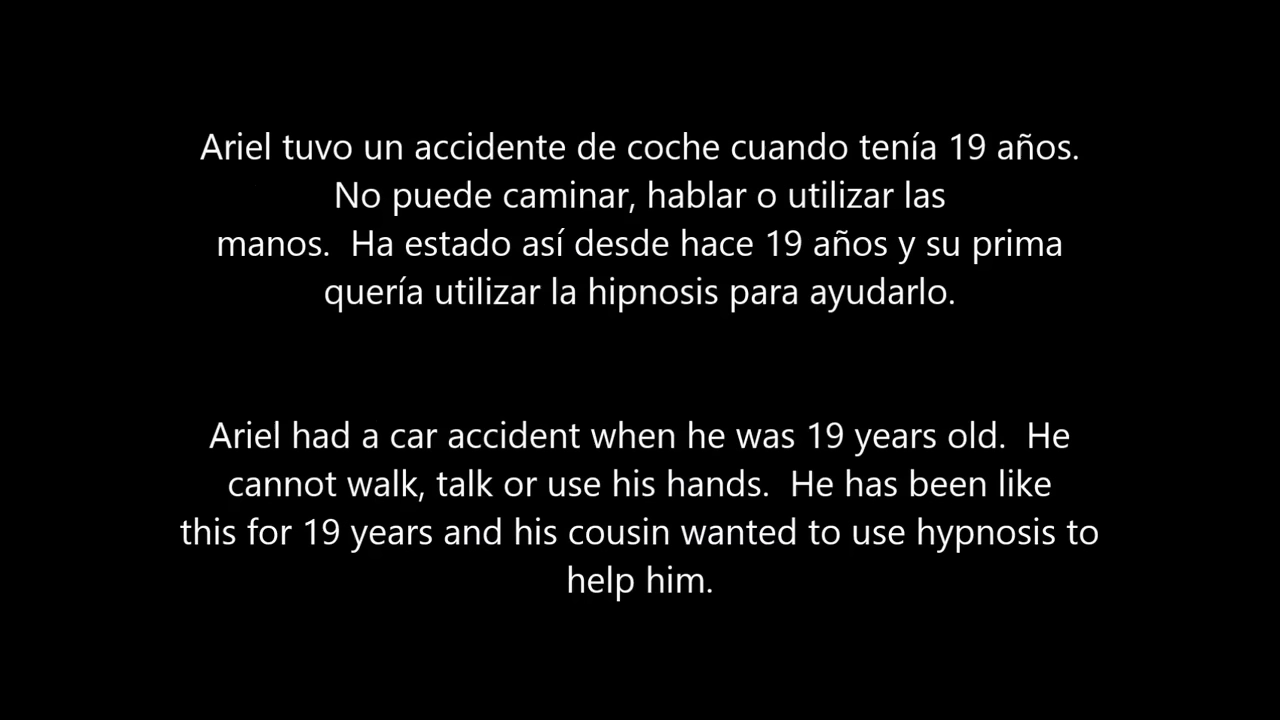 Ariel tuvo un accidente de coche cuando tenía 19 años.
No puede caminar, hablar o utilizar las
manos.  Ha estado así desde hace 19 años y su prima
quería utilizar la hipnosis para ayudarlo.
Ariel had a car accident when he was 19 years old.  He
cannot walk, talk or use his hands.  He has been like
this for 19 years and his cousin wanted to use hypnosis to
help him.